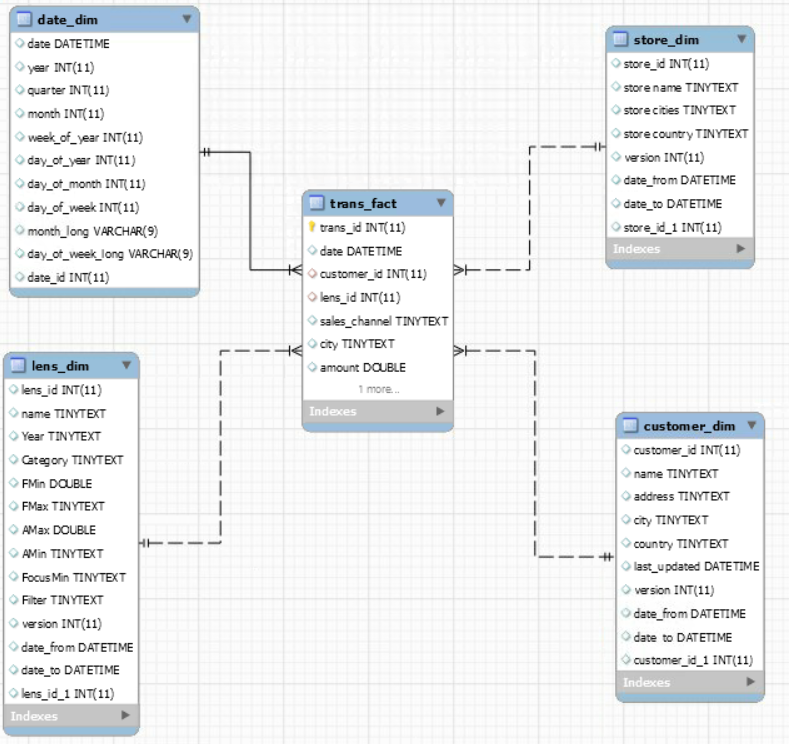 date_dim
date DATETIME
year INT(11)
quarter INT(11)
month INT(11)
week_of_year INT(11)
day_of_year INT(11)
day_of_month INT(11)
day_of_week INT(11)
month_long VARCHAR(9)
day_of_week_long VARCHAR(9)
date_id INT(11)
store_dim
store_id INT(11)
store name TINYTEXT
store cities TINYTEXT
store country TINYTEXT
version INT(11)
date_from DATETIME
date_to DATETIME
store_id_1 INT(11)
Indexes
trans_fact
trans_id INT(11)
date DATETIME
customer_id INT(11)
lens_id INT(11)
sales_channel TINYTEXT
city TINYTEXT
amount DOUBLE
1 more...
Indexes
lens_dim
lens_id INT(11)
name TINYTEXT
Year TINYTEXT
Category TINYTEXT
FMin DOUBLE
FMax TINYTEXT
AMax DOUBLE
AMin TINYTEXT
FocusMin TINYTEXT
Filter TINYTEXT
version INT(11)
date_from DATETIME
date_to DATETIME
lens_id_1 INT(11)
Indexes
customer_dim
customer_id INT(11)
name TINYTEXT
address TINYTEXT
city TINYTEXT
country TINYTEXT
last_updated DATETIME
version INT(11)
date_from DATETIME
date_to DATETIME
customer_id_1 INT(11)
Indexes